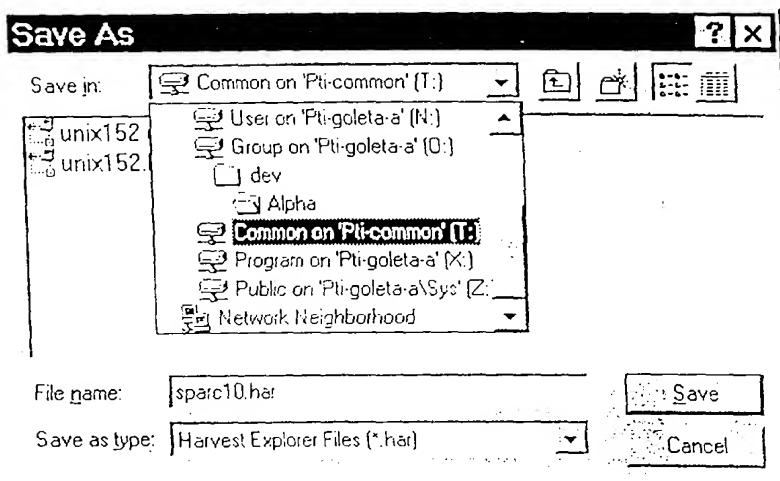 Save As
Save in: Common on 'Pti-common' (T:)
unix152
unix152.
User on 'Pti-goleta-a' (N:)
Group on 'Pti-goleta-a' (O:)
dev
Alpha
Common on 'Pti-common' (T:)
Program on 'Pti-goleta-a' (X:)
Public on 'Pti-goleta-a\Sys' (Z:
Network Neighborhood
File name: sparc10.har
Save
Save as type: Harvest Explorer Files (*.har)
Cancel